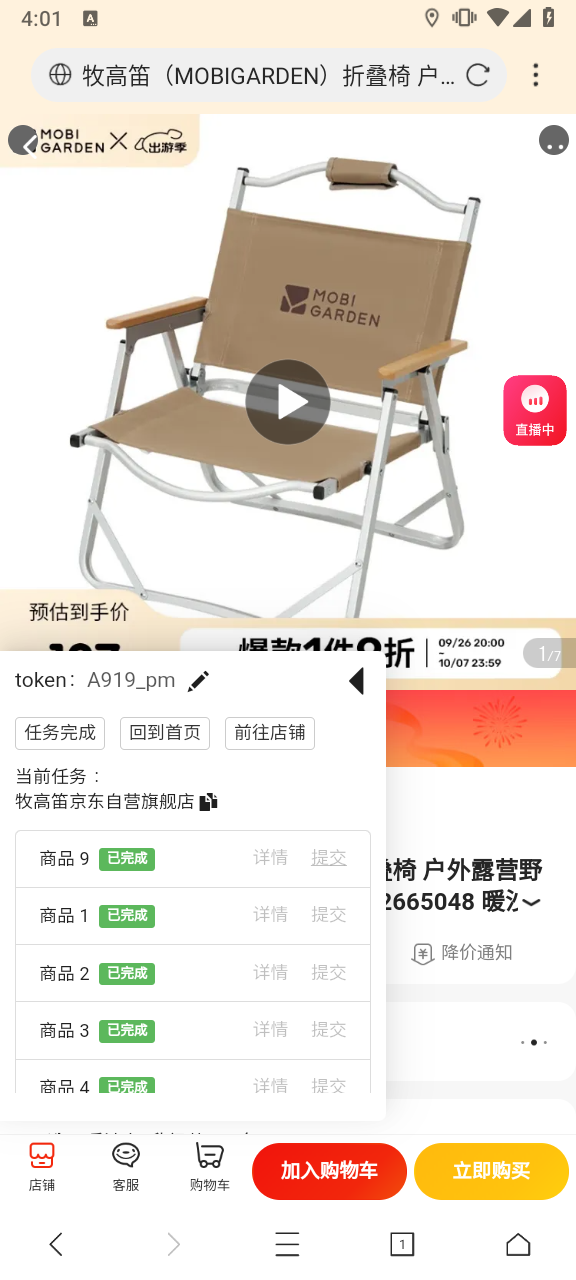 4:01
A
牧高笛（MOBIGARDEN）折叠椅 户...
MOBI
GARDEN
出游季
MOBI
GARDEN
直播中
预估到手价
爆款1件9折
09/26 20:00
~
10/07 23:59
1/7
token: A919_pm
任务完成 回到首页 前往店铺
当前任务：
牧高笛京东自营旗舰店
商品 9 已完成 详情 提交
商品 1 已完成 详情 提交
商品 2 已完成 详情 提交
商品 3 已完成 详情 提交
商品 4 已完成 详情 提交
椅 户外露营野
2665048 暖沙
降价通知
店铺 客服 购物车 加入购物车 立即购买
1